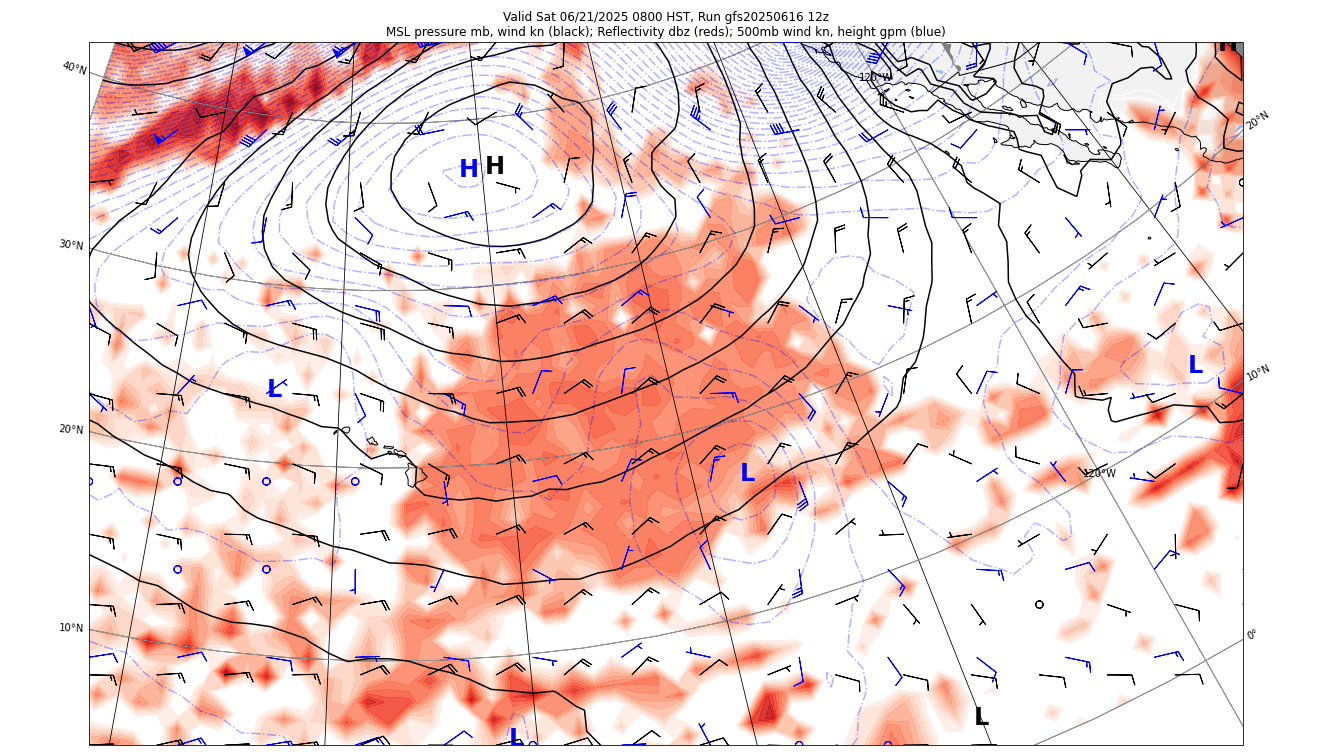 Valid Sat 06/21/2025 0800 HST, Run gfs20250616 12z
MSL pressure mb, wind kn (black); Reflectivity dbz (reds); 500mb wind kn, height gpm (blue)
H
40°N
120°W
20°N
H H
30°N
L
10°N
L
20°N
L
120°W
10°N
0°
L
L